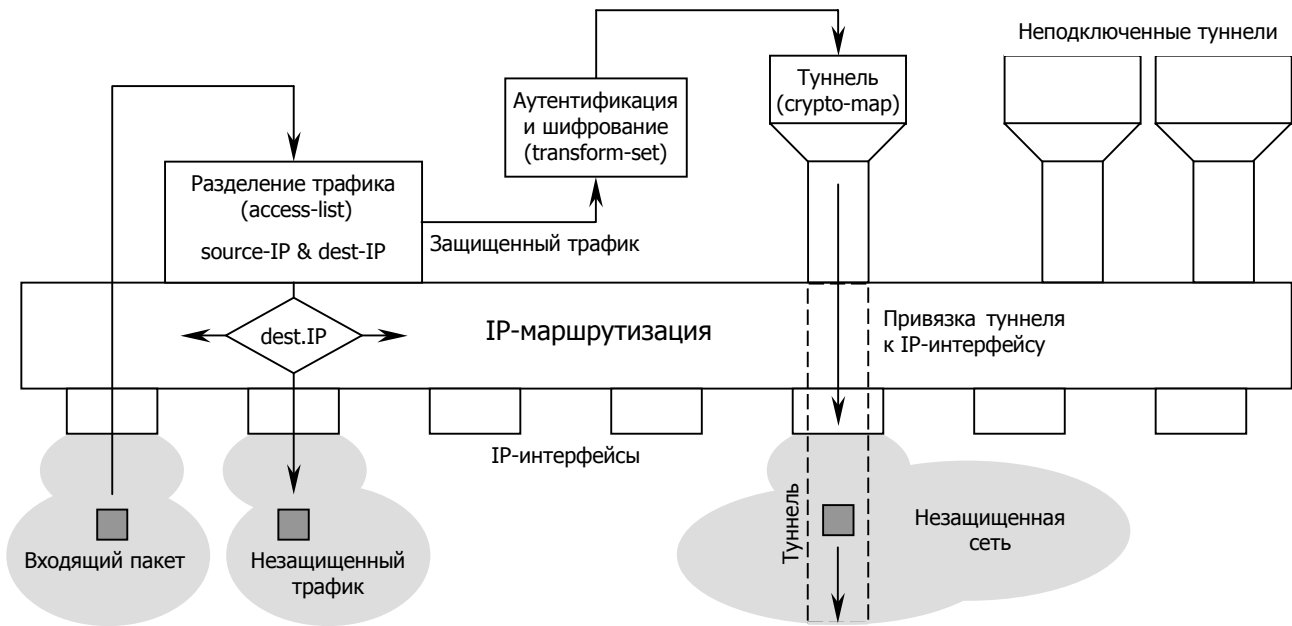 Неподключенные туннели
Туннель
(crypto-map)
Аутентификация
и шифрование
(transform-set)
Разделение трафика
(access-list)
source-IP & dest-IP
Защищенный трафик
dest.IP
IP-маршрутизация
Привязка туннеля
к IP-интерфейсу
IP-интерфейсы
Входящий пакет
Незащищенный
трафик
Туннель
Незащищенная
сеть